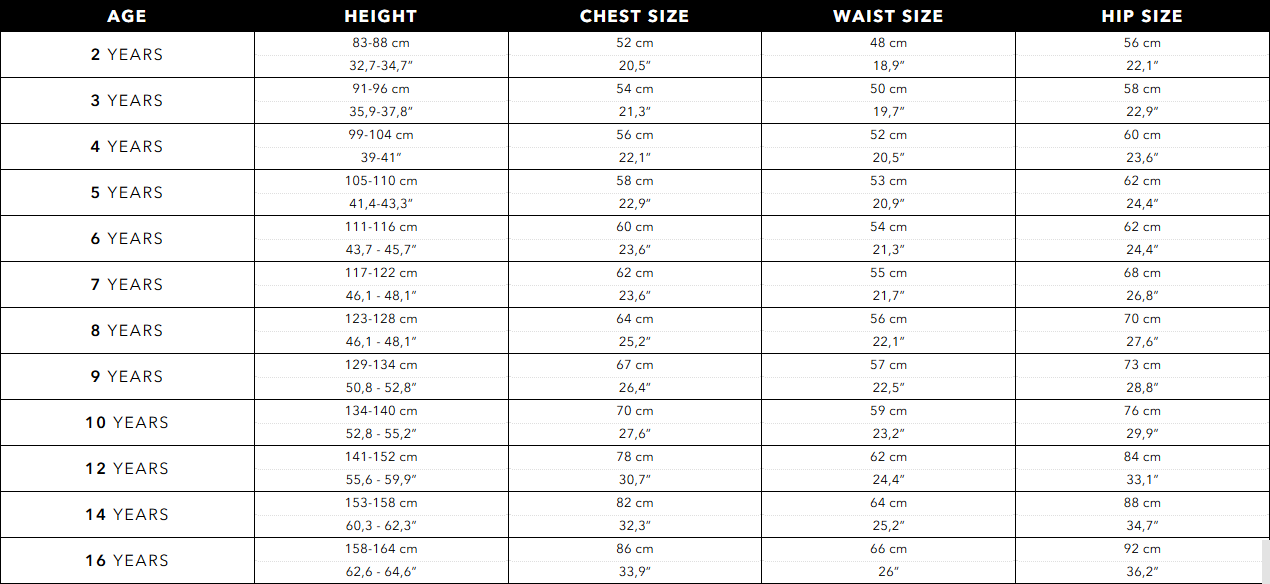 AGE HEIGHT CHEST SIZE WAIST SIZE HIP SIZE
2 YEARS 83-88 cm 52 cm 48 cm 56 cm
32,7-34,7” 20,5” 18,9” 22,1”
3 YEARS 91-96 cm 54 cm 50 cm 58 cm
35,9-37,8” 21,3” 19,7” 22,9”
4 YEARS 99-104 cm 56 cm 52 cm 60 cm
39-41” 22,1” 20,5” 23,6”
5 YEARS 105-110 cm 58 cm 53 cm 62 cm
41,4-43,3” 22,9” 20,9” 24,4”
6 YEARS 111-116 cm 60 cm 54 cm 62 cm
43,7 - 45,7” 23,6” 21,3” 24,4”
7 YEARS 117-122 cm 62 cm 55 cm 68 cm
46,1 - 48,1” 23,6” 21,7” 26,8”
8 YEARS 123-128 cm 64 cm 56 cm 70 cm
46,1 - 48,1” 25,2” 22,1” 27,6”
9 YEARS 129-134 cm 67 cm 57 cm 73 cm
50,8 - 52,8” 26,4” 22,5” 28,8”
10 YEARS 134-140 cm 70 cm 59 cm 76 cm
52,8 - 55,2” 27,6” 23,2” 29,9”
12 YEARS 141-152 cm 78 cm 62 cm 84 cm
55,6 - 59,9” 30,7” 24,4” 33,1”
14 YEARS 153-158 cm 82 cm 64 cm 88 cm
60,3 - 62,3” 32,3” 25,2” 34,7”
16 YEARS 158-164 cm 86 cm 66 cm 92 cm
62,6 - 64,6” 33,9” 26” 36,2”